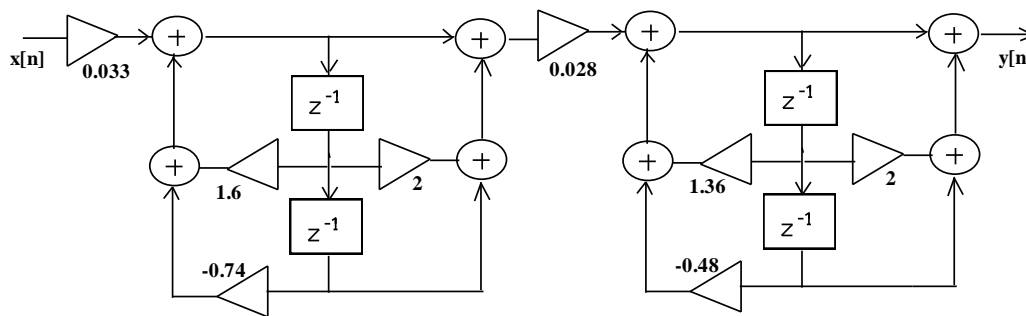 +
+
+
+
x[n]
0.033
0.028
y[n
z⁻¹
z⁻¹
+
+
+
+
1.6
2
1.36
2
z⁻¹
z⁻¹
-0.74
-0.48